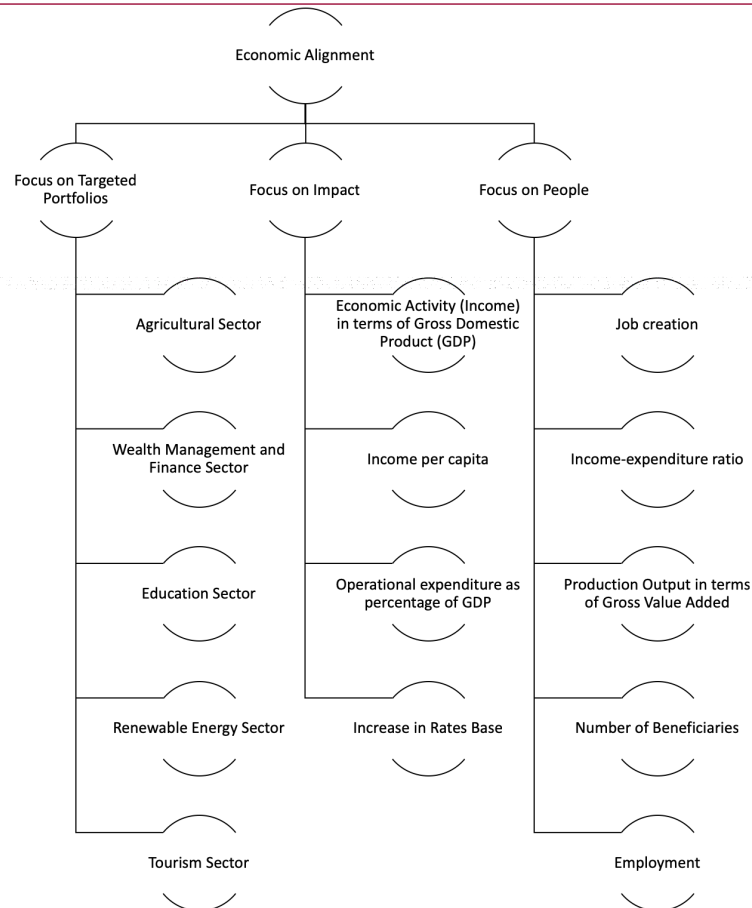 Economic Alignment
Focus on Targeted
Portfolios
Agricultural Sector
Wealth Management and
Finance Sector
Education Sector
Renewable Energy Sector
Tourism Sector
Focus on Impact
Economic Activity (Income)
in terms of Gross Domestic
Product (GDP)
Income per capita
Operational expenditure as
percentage of GDP
Increase in Rates Base
Focus on People
Job creation
Income-expenditure ratio
Production Output in terms
of Gross Value Added
Number of Beneficiaries
Employment